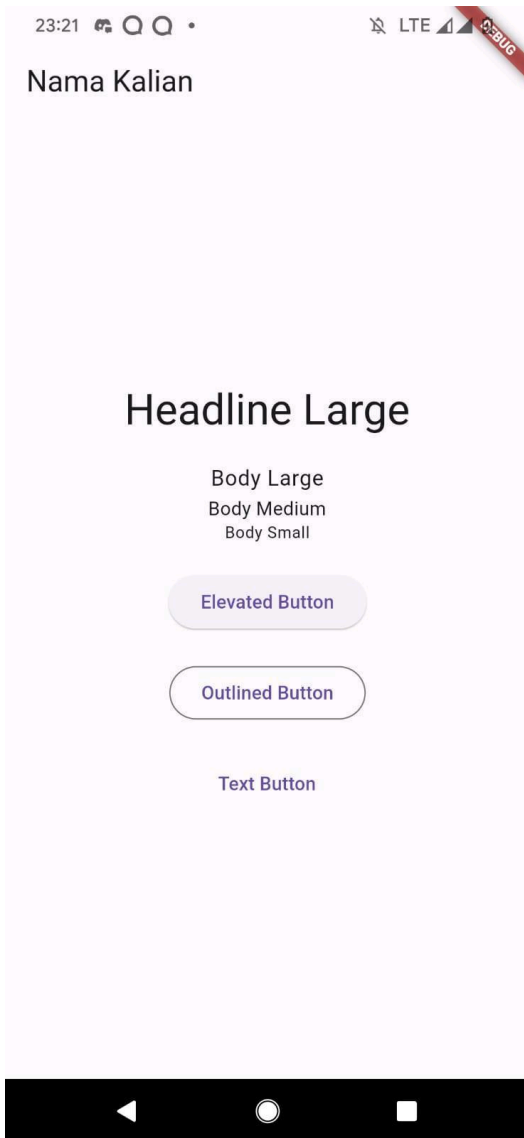 23:21 • LTE
DEBUG
Nama Kalian
Headline Large
Body Large
Body Medium
Body Small
Elevated Button
Outlined Button
Text Button